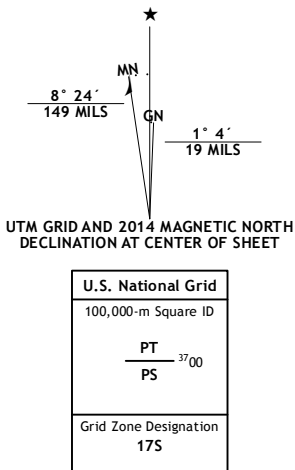 ★
MN
GN
8° 24´
149 MILS
1° 4´
19 MILS
UTM GRID AND 2014 MAGNETIC NORTH
DECLINATION AT CENTER OF SHEET
U.S. National Grid
100,000-m Square ID
PT
3700
PS
Grid Zone Designation
17S